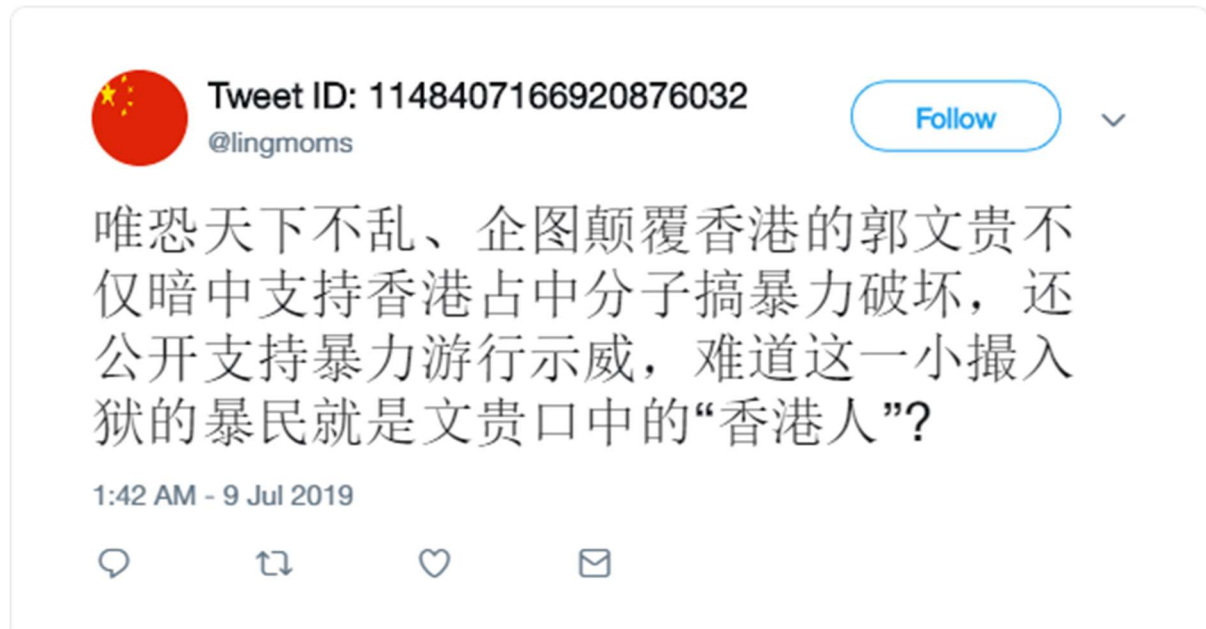 Tweet ID: 1148407166920876032
@lingmoms
Follow
唯恐天下不乱、企图颠覆香港的郭文贵不
仅暗中支持香港占中分子搞暴力破坏，还
公开支持暴力游行示威，难道这一小撮入
狱的暴民就是文贵口中的“香港人”?
1:42 AM - 9 Jul 2019